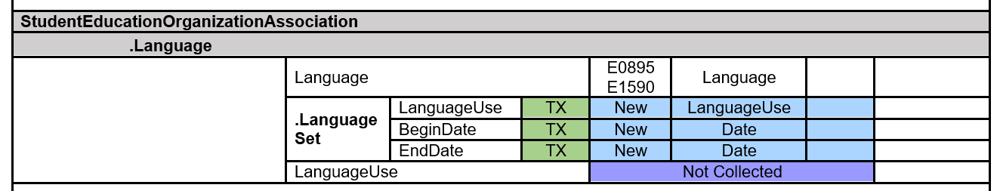 StudentEducationOrganizationAssociation
.Language
Language E0895 Language
E1590
.Language Set LanguageUse TX New LanguageUse
BeginDate TX New Date
EndDate TX New Date
LanguageUse Not Collected